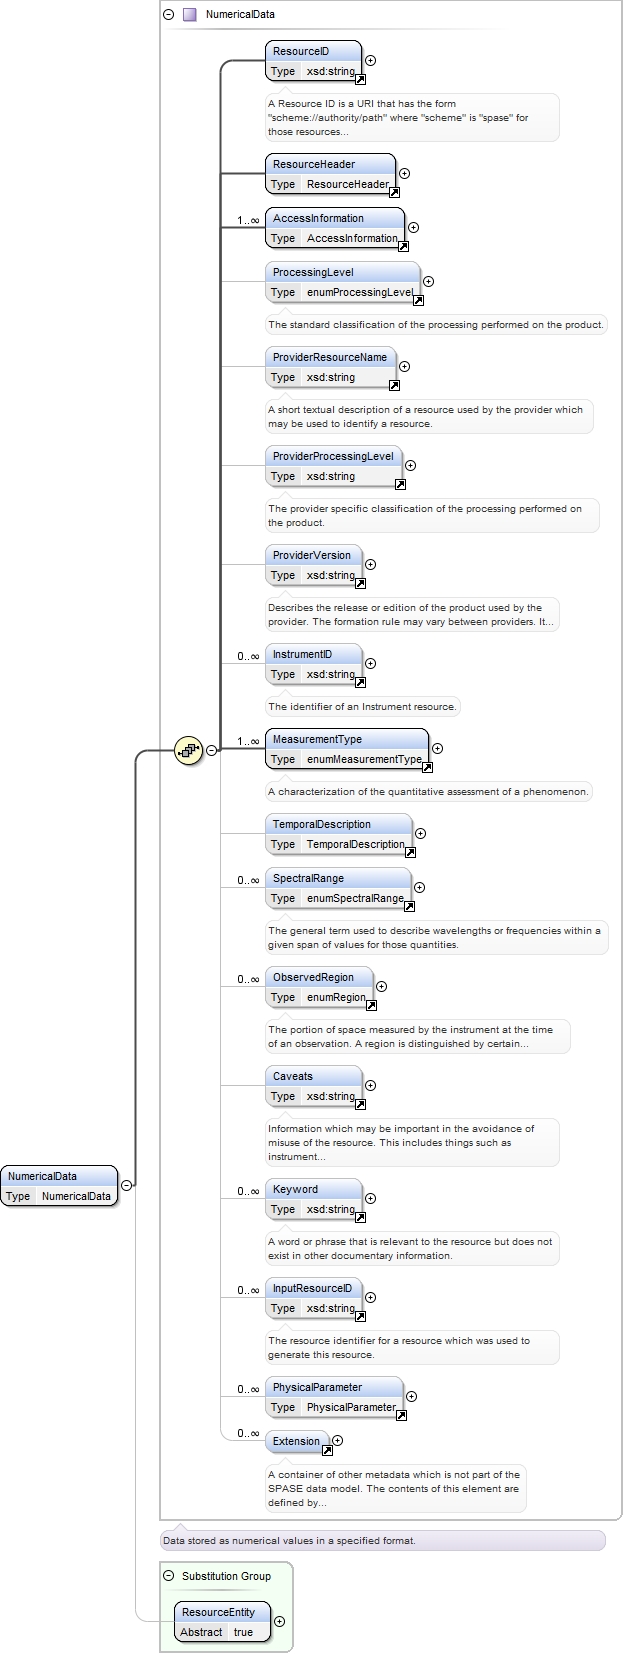 NumericalData
ResourceID
Type xsd:string
A Resource ID is a URI that has the form
"scheme://authority/path" where "scheme" is "spase" for
those resources...
ResourceHeader
Type ResourceHeader
1..∞
AccessInformation
Type AccessInformation
ProcessingLevel
Type enumProcessingLevel
The standard classification of the processing performed on the product.
ProviderResourceName
Type xsd:string
A short textual description of a resource used by the provider which
may be used to identify a resource.
ProviderProcessingLevel
Type xsd:string
The provider specific classification of the processing performed on
the product.
ProviderVersion
Type xsd:string
Describes the release or edition of the product used by the
provider. The formation rule may vary between providers. It...
0..∞
InstrumentID
Type xsd:string
The identifier of an Instrument resource.
1..∞
MeasurementType
Type enumMeasurementType
A characterization of the quantitative assessment of a phenomenon.
TemporalDescription
Type TemporalDescription
0..∞
SpectralRange
Type enumSpectralRange
The general term used to describe wavelengths or frequencies within a
given span of values for those quantities.
0..∞
ObservedRegion
Type enumRegion
The portion of space measured by the instrument at the time
of an observation. A region is distinguished by certain...
Caveats
Type xsd:string
Information which may be important in the avoidance of
misuse of the resource. This includes things such as
instrument...
NumericalData
Type NumericalData
0..∞
Keyword
Type xsd:string
A word or phrase that is relevant to the resource but does not
exist in other documentary information.
0..∞
InputResourceID
Type xsd:string
The resource identifier for a resource which was used to
generate this resource.
0..∞
PhysicalParameter
Type PhysicalParameter
0..∞
Extension
A container of other metadata which is not part of the
SPASE data model. The contents of this element are
defined by...
Data stored as numerical values in a specified format.
Substitution Group
ResourceEntity
Abstract true